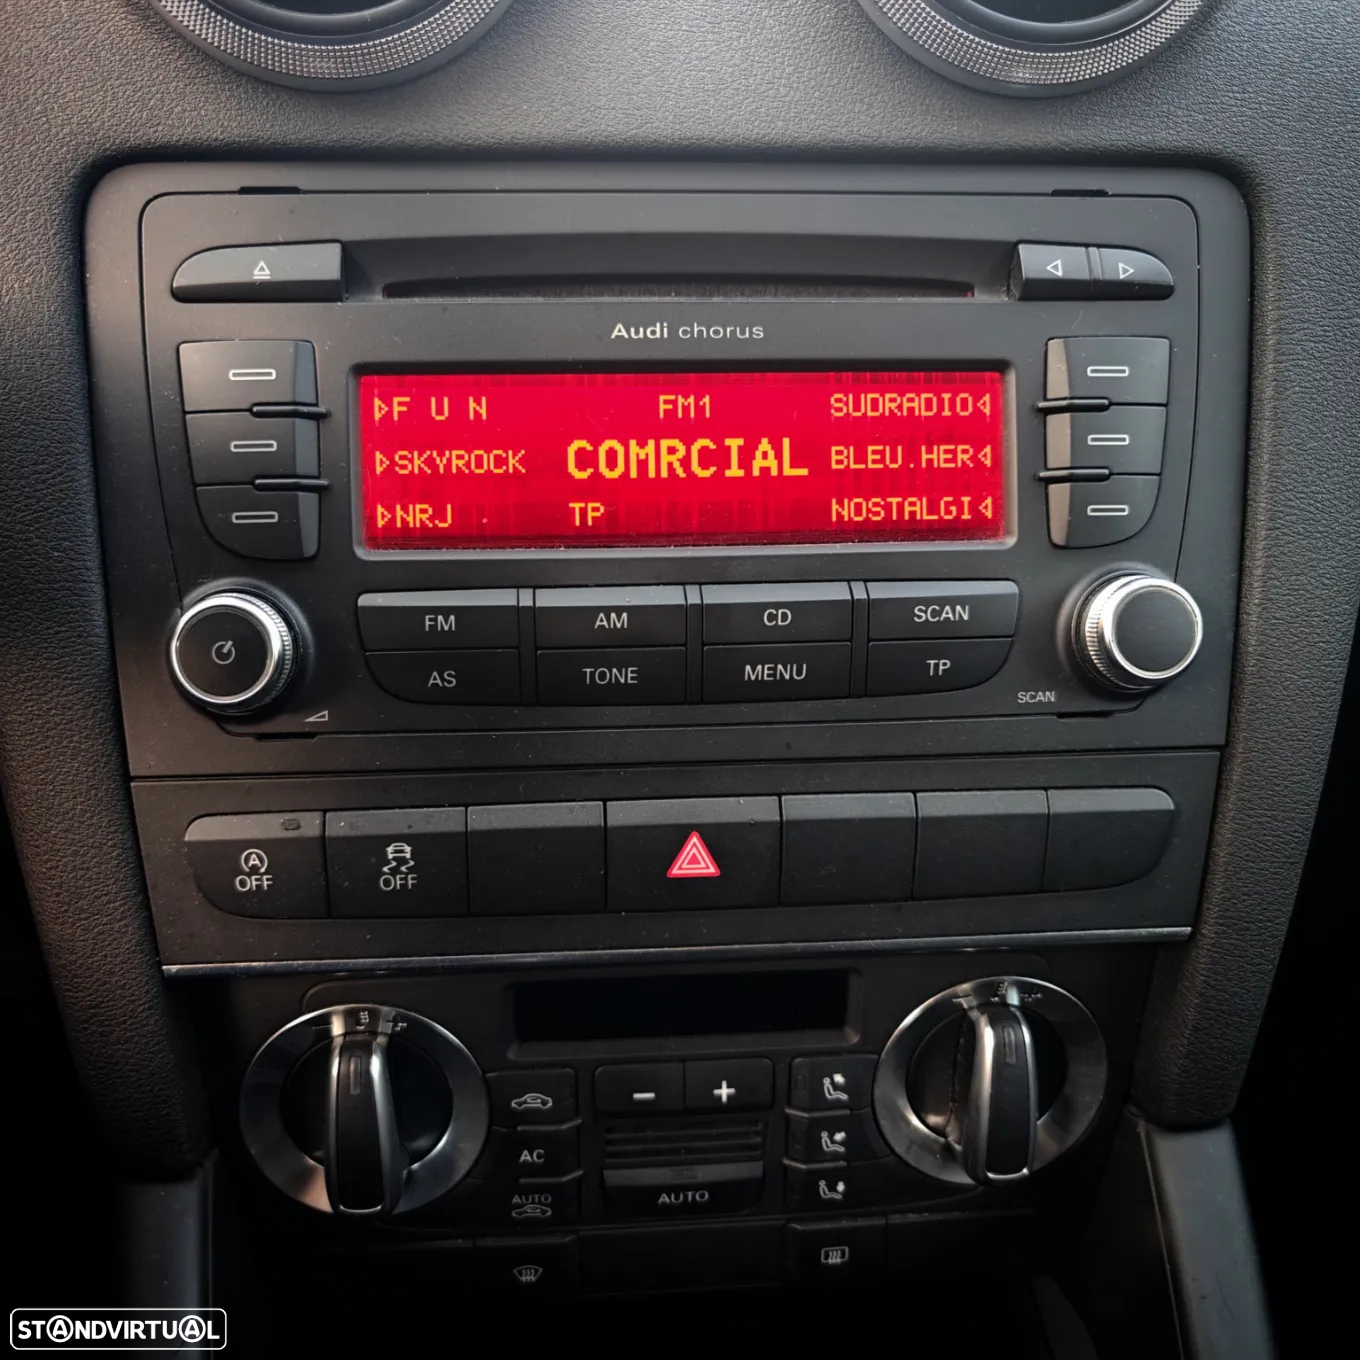 Audi chorus
F U N FM1 SUDRADIO
SKYROCK COMRCIAL BLEU.HER
NRJ TP NOSTALGI
FM AM CD SCAN
AS TONE MENU TP
SCAN
A OFF OFF
- +
AC
AUTO AUTO
STANDVIRTUAL